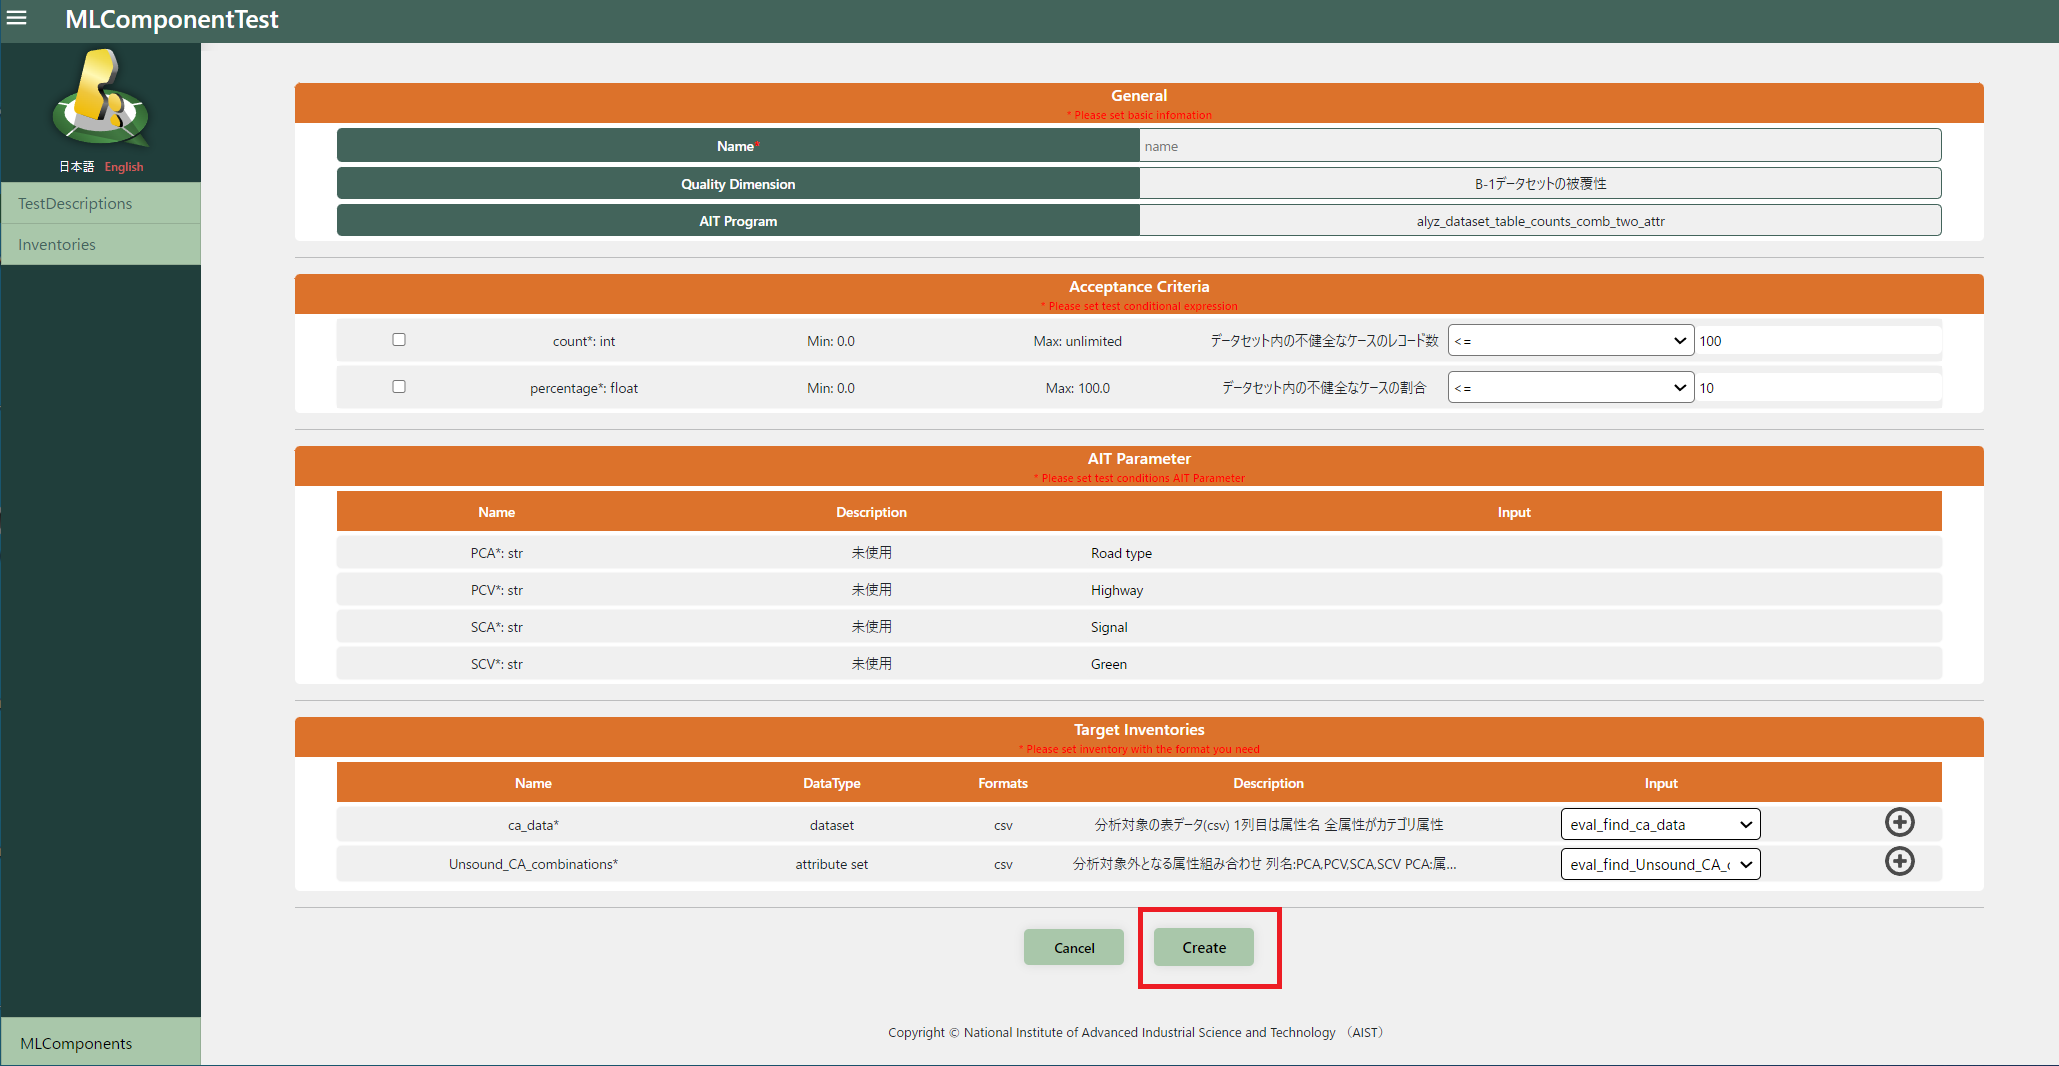 MLComponentTest
日本語 English
TestDescriptions
Inventories
MLComponents
General
* Please set basic infomation
Name* name
Quality Dimension B-1データセットの被覆性
AIT Program alyz_dataset_table_counts_comb_two_attr
Acceptance Criteria
* Please set test conditional expression
count*: int Min: 0.0 Max: unlimited データセット内の不健全なケースのレコード数 <= 100
percentage*: float Min: 0.0 Max: 100.0 データセット内の不健全なケースの割合 <= 10
AIT Parameter
* Please set test conditions AIT Parameter
Name Description Input
PCA*: str 未使用 Road type
PCV*: str 未使用 Highway
SCA*: str 未使用 Signal
SCV*: str 未使用 Green
Target Inventories
* Please set inventory with the format you need
Name DataType Formats Description Input
ca_data* dataset csv 分析対象の表データ(csv) 1列目は属性名 全属性がカテゴリ属性 eval_find_ca_data
Unsound_CA_combinations* attribute set csv 分析対象外となる属性組み合わせ 列名:PCA,PCV,SCA,SCV PCA:属... eval_find_Unsound_CA_c
Cancel Create
Copyright © National Institute of Advanced Industrial Science and Technology （AIST）